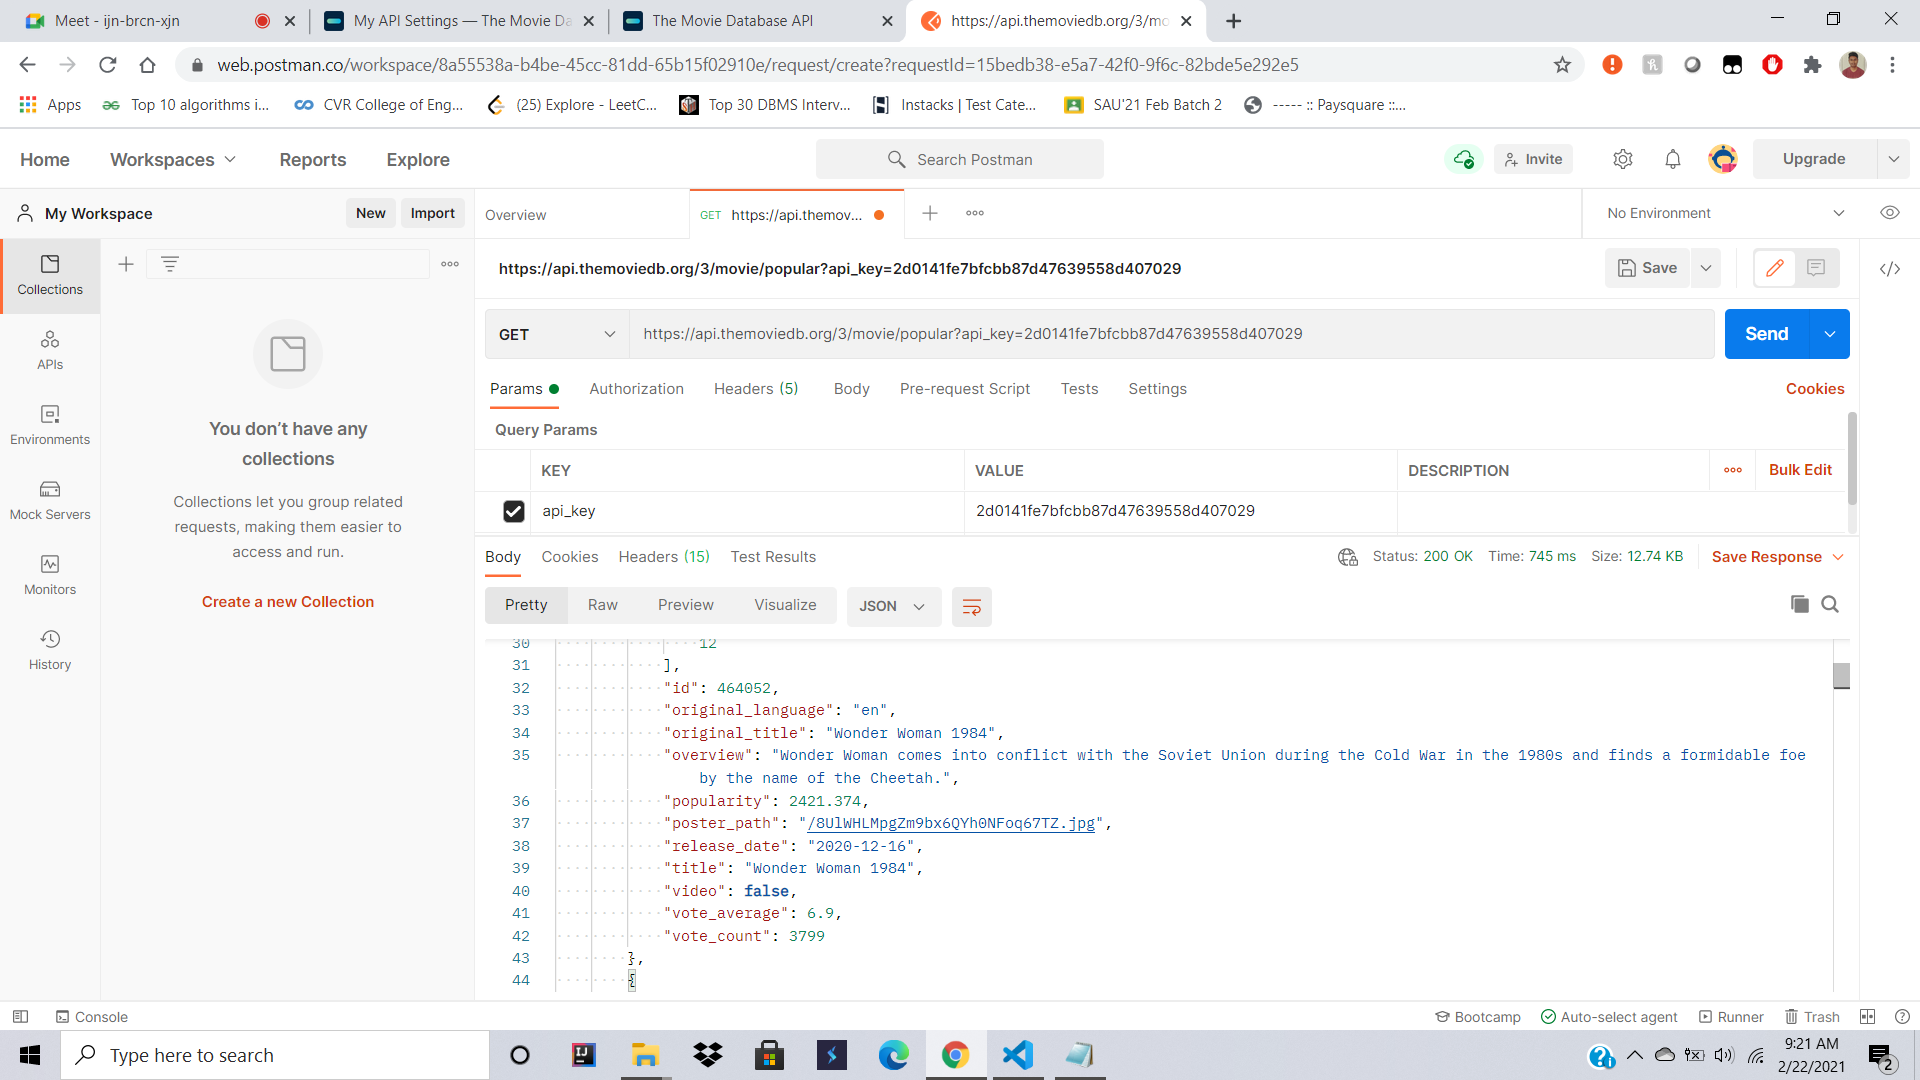 Meet - ijn-brcn-xjn
My API Settings — The Movie Da
The Movie Database API
https://api.themoviedb.org/3/mo
web.postman.co/workspace/8a55538a-b4be-45cc-81dd-65b15f02910e/request/create?requestId=15bedb38-e5a7-42f0-9f6c-82bde5e292e5
Apps
Top 10 algorithms i...
CVR College of Eng...
(25) Explore - LeetC...
Top 30 DBMS Interv...
Instacks | Test Cate...
SAU'21 Feb Batch 2
----- :: Paysquare ::...
Home
Workspaces
Reports
Explore
Search Postman
Invite
Upgrade
My Workspace
New
Import
Overview
GET https://api.themov...
No Environment
Collections
APIs
Environments
Mock Servers
Monitors
History
You don't have any
collections
Collections let you group related
requests, making them easier to
access and run.
Create a new Collection
https://api.themoviedb.org/3/movie/popular?api_key=2d0141fe7bfcbb87d47639558d407029
Save
GET
https://api.themoviedb.org/3/movie/popular?api_key=2d0141fe7bfcbb87d47639558d407029
Send
Params
Authorization
Headers (5)
Body
Pre-request Script
Tests
Settings
Cookies
Query Params
KEY
VALUE
DESCRIPTION
Bulk Edit
api_key
2d0141fe7bfcbb87d47639558d407029
Body
Cookies
Headers (15)
Test Results
Status: 200 OK
Time: 745 ms
Size: 12.74 KB
Save Response
Pretty
Raw
Preview
Visualize
JSON
30 12
31 ],
32 "id": 464052,
33 "original_language": "en",
34 "original_title": "Wonder Woman 1984",
35 "overview": "Wonder Woman comes into conflict with the Soviet Union during the Cold War in the 1980s and finds a formidable foe
by the name of the Cheetah.",
36 "popularity": 2421.374,
37 "poster_path": "/8UlWHLMpgZm9bx6QYh0NFoq67TZ.jpg",
38 "release_date": "2020-12-16",
39 "title": "Wonder Woman 1984",
40 "video": false,
41 "vote_average": 6.9,
42 "vote_count": 3799
43 },
44 {
Console
Bootcamp
Auto-select agent
Runner
Trash
Type here to search
9:21 AM
2/22/2021
2